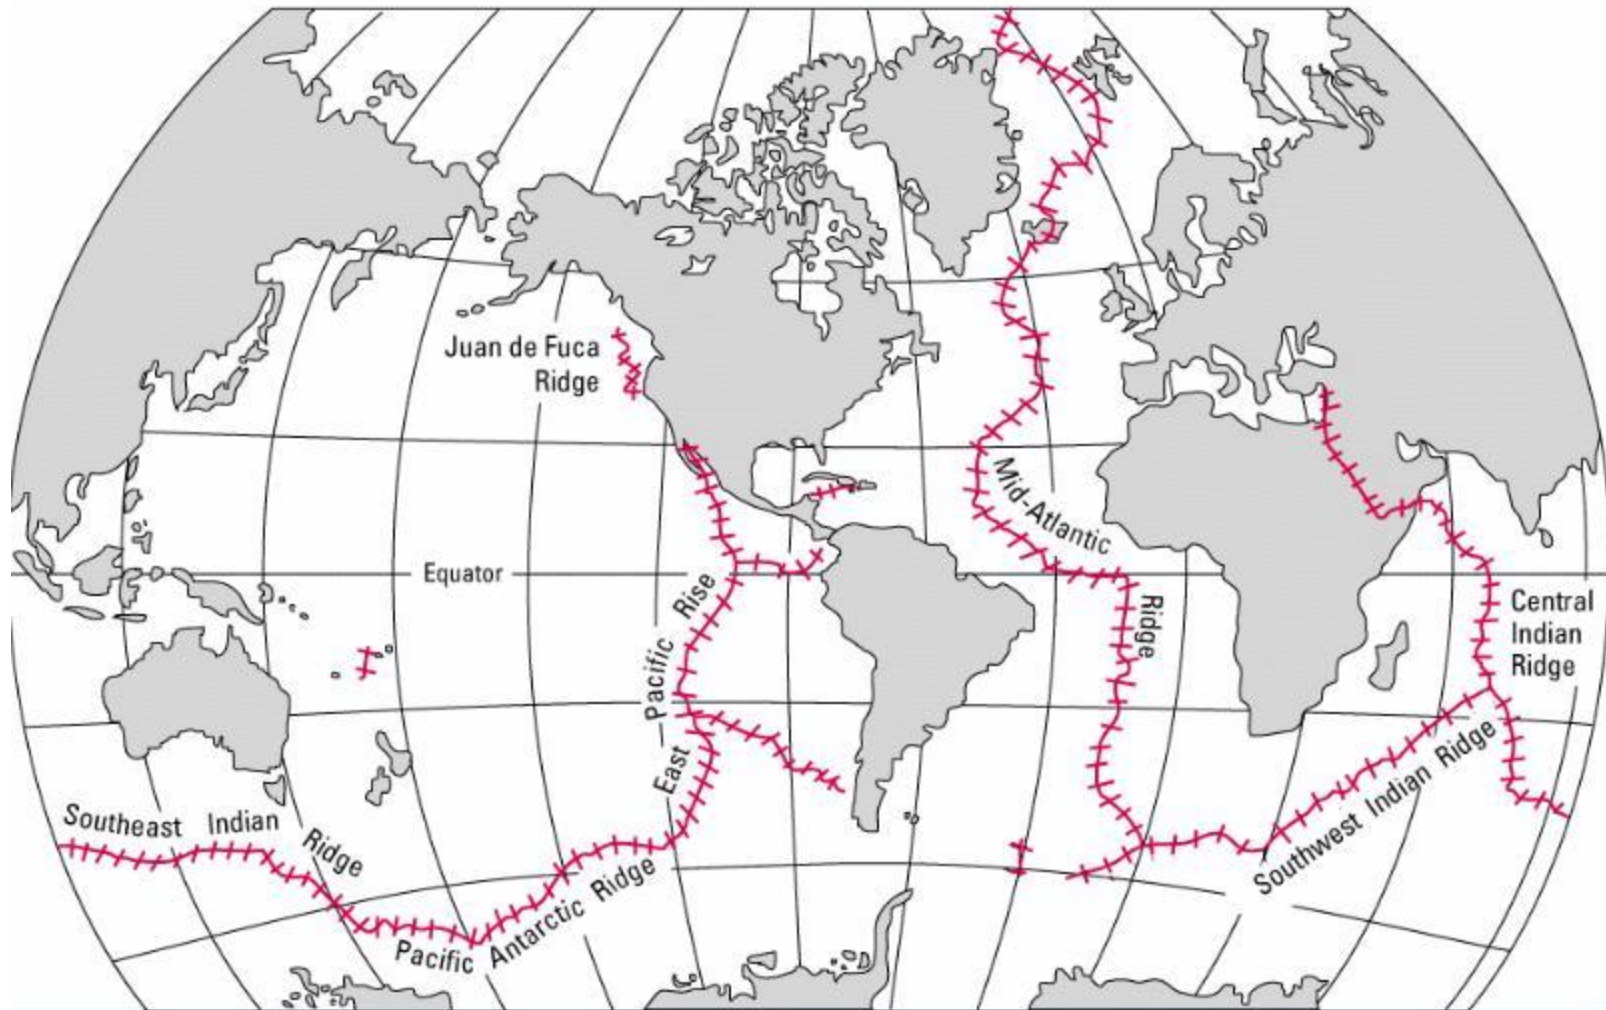 Juan de Fuca
Ridge
Mid-Atlantic
Ridge
Equator
East Pacific Rise
Central
Indian
Ridge
Southeast Indian Ridge
Pacific Antarctic Ridge
Southwest Indian Ridge